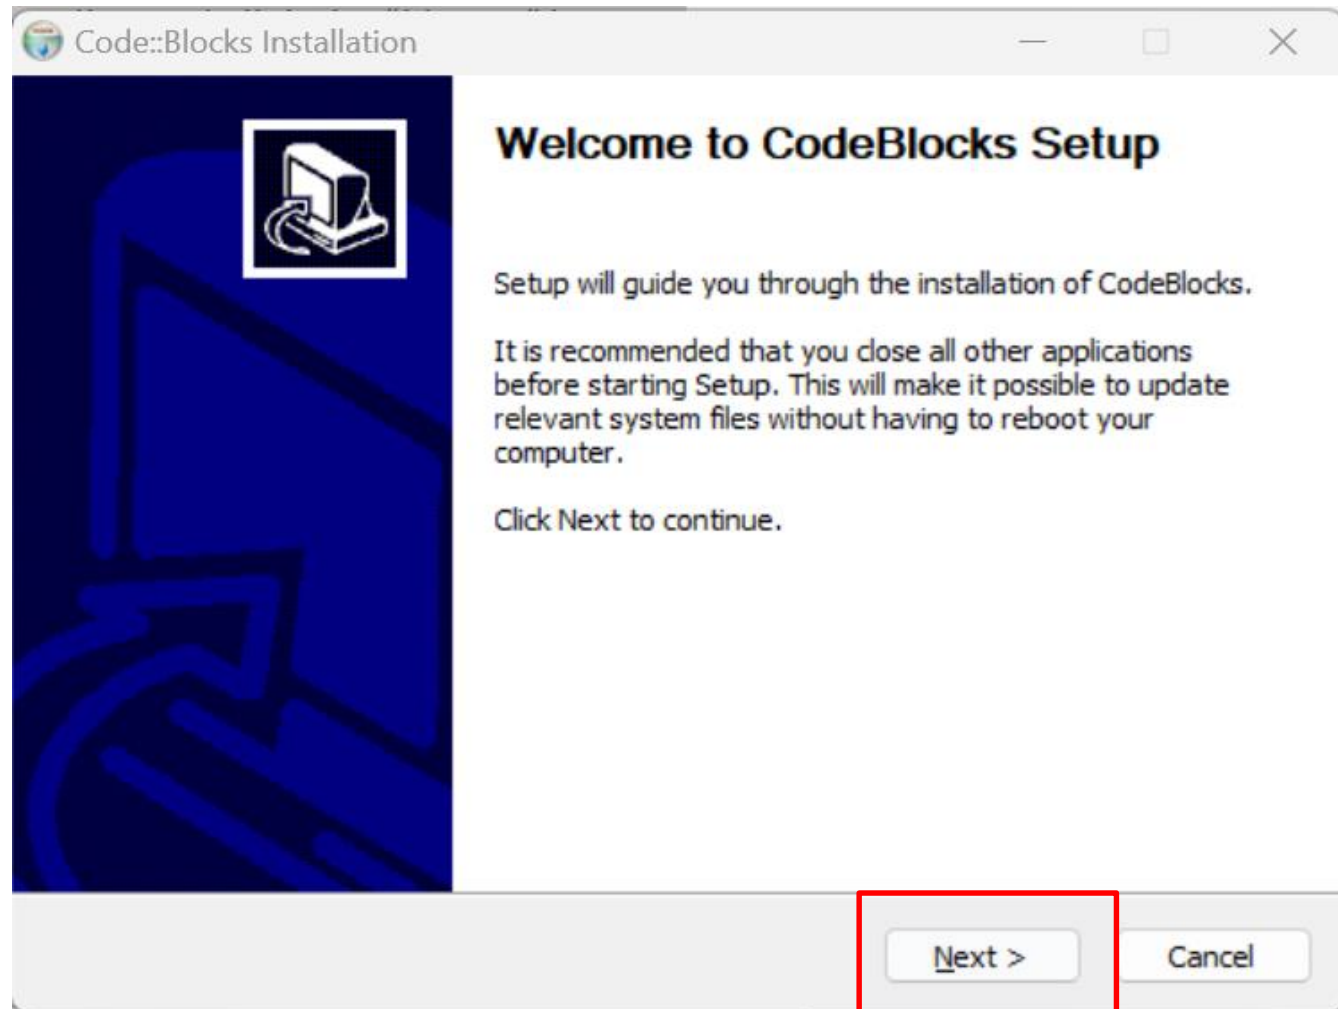 Code::Blocks Installation
Welcome to CodeBlocks Setup
Setup will guide you through the installation of CodeBlocks.
It is recommended that you close all other applications
before starting Setup. This will make it possible to update
relevant system files without having to reboot your
computer.
Click Next to continue.
Next >
Cancel